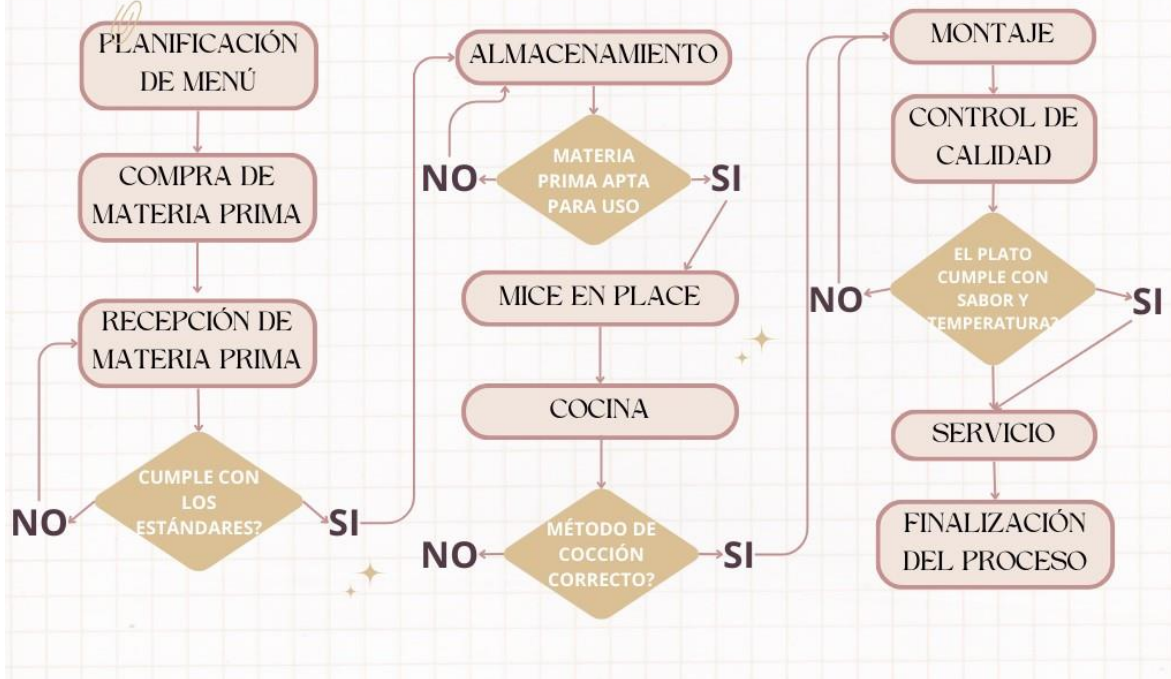 PLANIFICACIÓN
DE MENÚ
COMPRA DE
MATERIA PRIMA
RECEPCIÓN DE
MATERIA PRIMA
CUMPLE CON
LOS
ESTÁNDARES?
NO
SI
ALMACENAMIENTO
MATERIA
PRIMA APTA
PARA USO
NO
SI
MICE EN PLACE
COCINA
MÉTODO DE
COCCIÓN
CORRECTO?
NO
SI
MONTAJE
CONTROL DE
CALIDAD
EL PLATO
CUMPLE CON
SABOR Y
TEMPERATURA?
NO
SI
SERVICIO
FINALIZACIÓN
DEL PROCESO